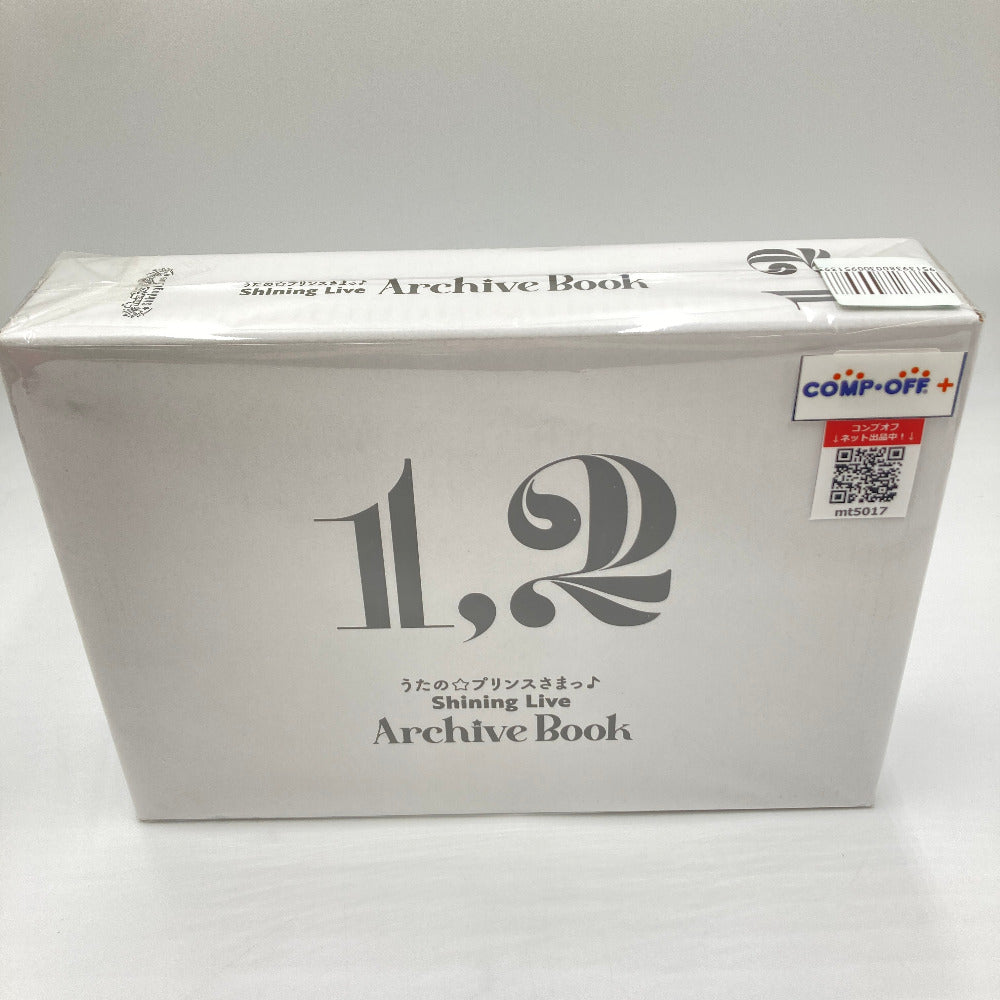 うたの☆プリンスさまっ♪
Shining Live
Archive Book
1,2
COMP・OFF +
コンプオフ
↓ネット出品中！↓
mt5017
1,2
うたの☆プリンスさまっ♪
Shining Live
Archive Book